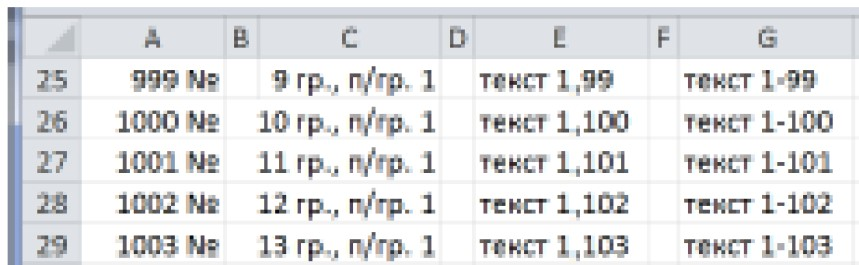 A B C D E F G
25 999 № 9 гр., п/гр. 1 текст 1,99 текст 1-99
26 1000 № 10 гр., п/гр. 1 текст 1,100 текст 1-100
27 1001 № 11 гр., п/гр. 1 текст 1,101 текст 1-101
28 1002 № 12 гр., п/гр. 1 текст 1,102 текст 1-102
29 1003 № 13 гр., п/гр. 1 текст 1,103 текст 1-103